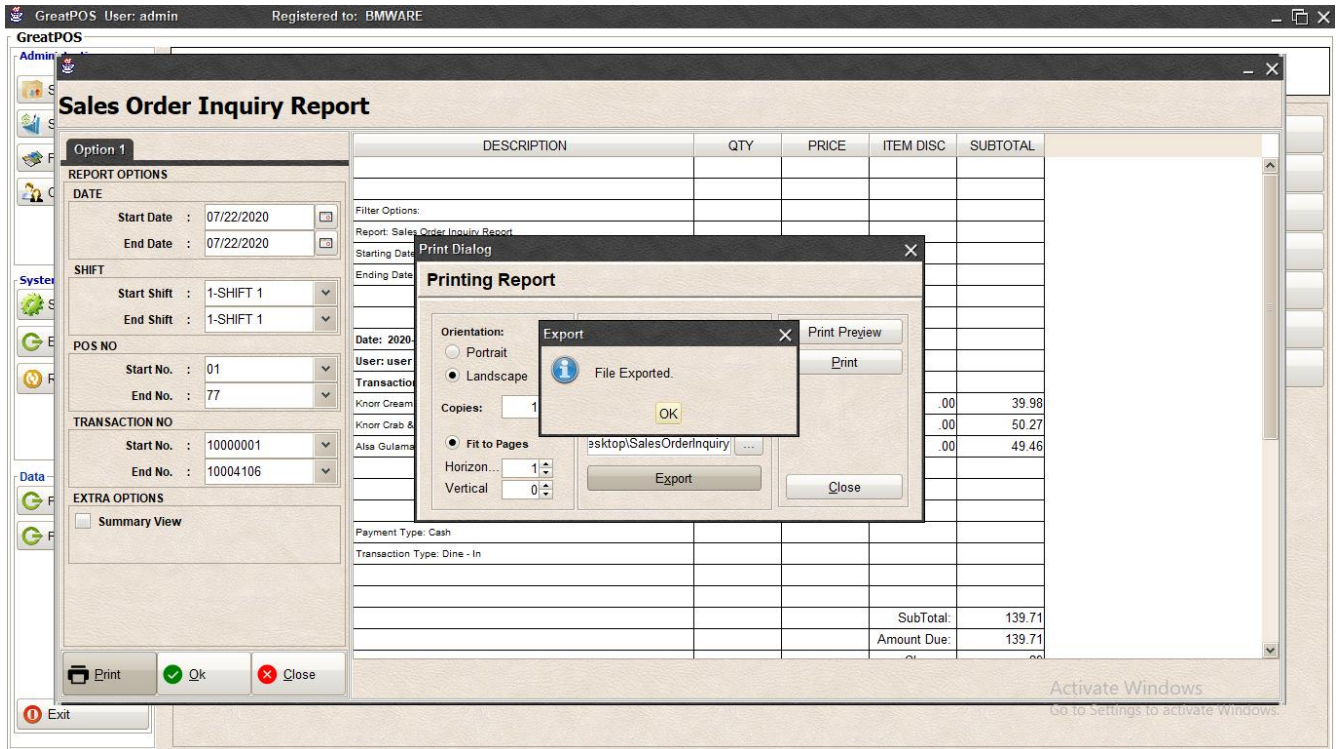 GreatPOS User: admin Registered to: BMWARE
GreatPOS
Sales Order Inquiry Report
Option 1
REPORT OPTIONS
DATE
Start Date : 07/22/2020
End Date : 07/22/2020
SHIFT
Start Shift : 1-SHIFT 1
End Shift : 1-SHIFT 1
POS NO
Start No. : 01
End No. : 77
TRANSACTION NO
Start No. : 10000001
End No. : 10004106
EXTRA OPTIONS
Summary View
Print Ok Close
Exit
DESCRIPTION QTY PRICE ITEM DISC SUBTOTAL
Filter Options:
Report: Sales Order Inquiry Report
Starting Date
Ending Date
Date: 2020-
User: user
Knorr Cream .00 39.98
Knorr Crab & .00 50.27
Alsa Gulama .00 49.46
Payment Type: Cash
Transaction Type: Dine - In
SubTotal: 139.71
Amount Due: 139.71
Print Dialog
Printing Report
Orientation:
Portrait
Landscape
Copies: 1
Fit to Pages
Horizon... 1
Vertical 0
esktop\SalesOrderInquiry ...
Export
Print Preview
Print
Close
Export
File Exported.
OK
Activate Windows
Go to Settings to activate Windows.